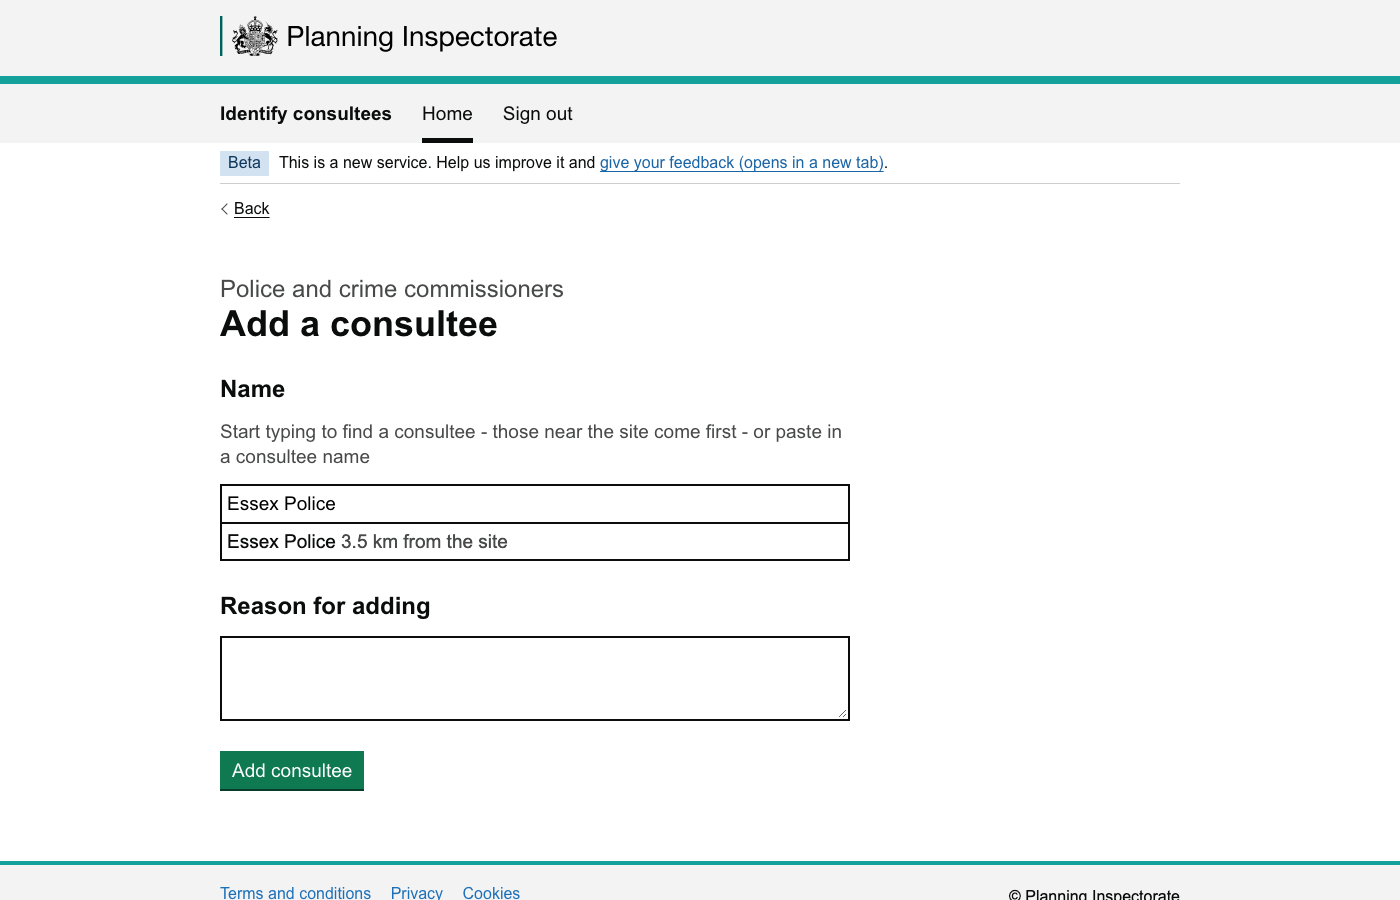 Planning Inspectorate
Identify consultees Home Sign out
Beta This is a new service. Help us improve it and give your feedback (opens in a new tab).
Back
Police and crime commissioners
Add a consultee
Name
Start typing to find a consultee - those near the site come first - or paste in
a consultee name
Essex Police
Essex Police 3.5 km from the site
Reason for adding
Add consultee
Terms and conditions Privacy Cookies
© Planning Inspectorate